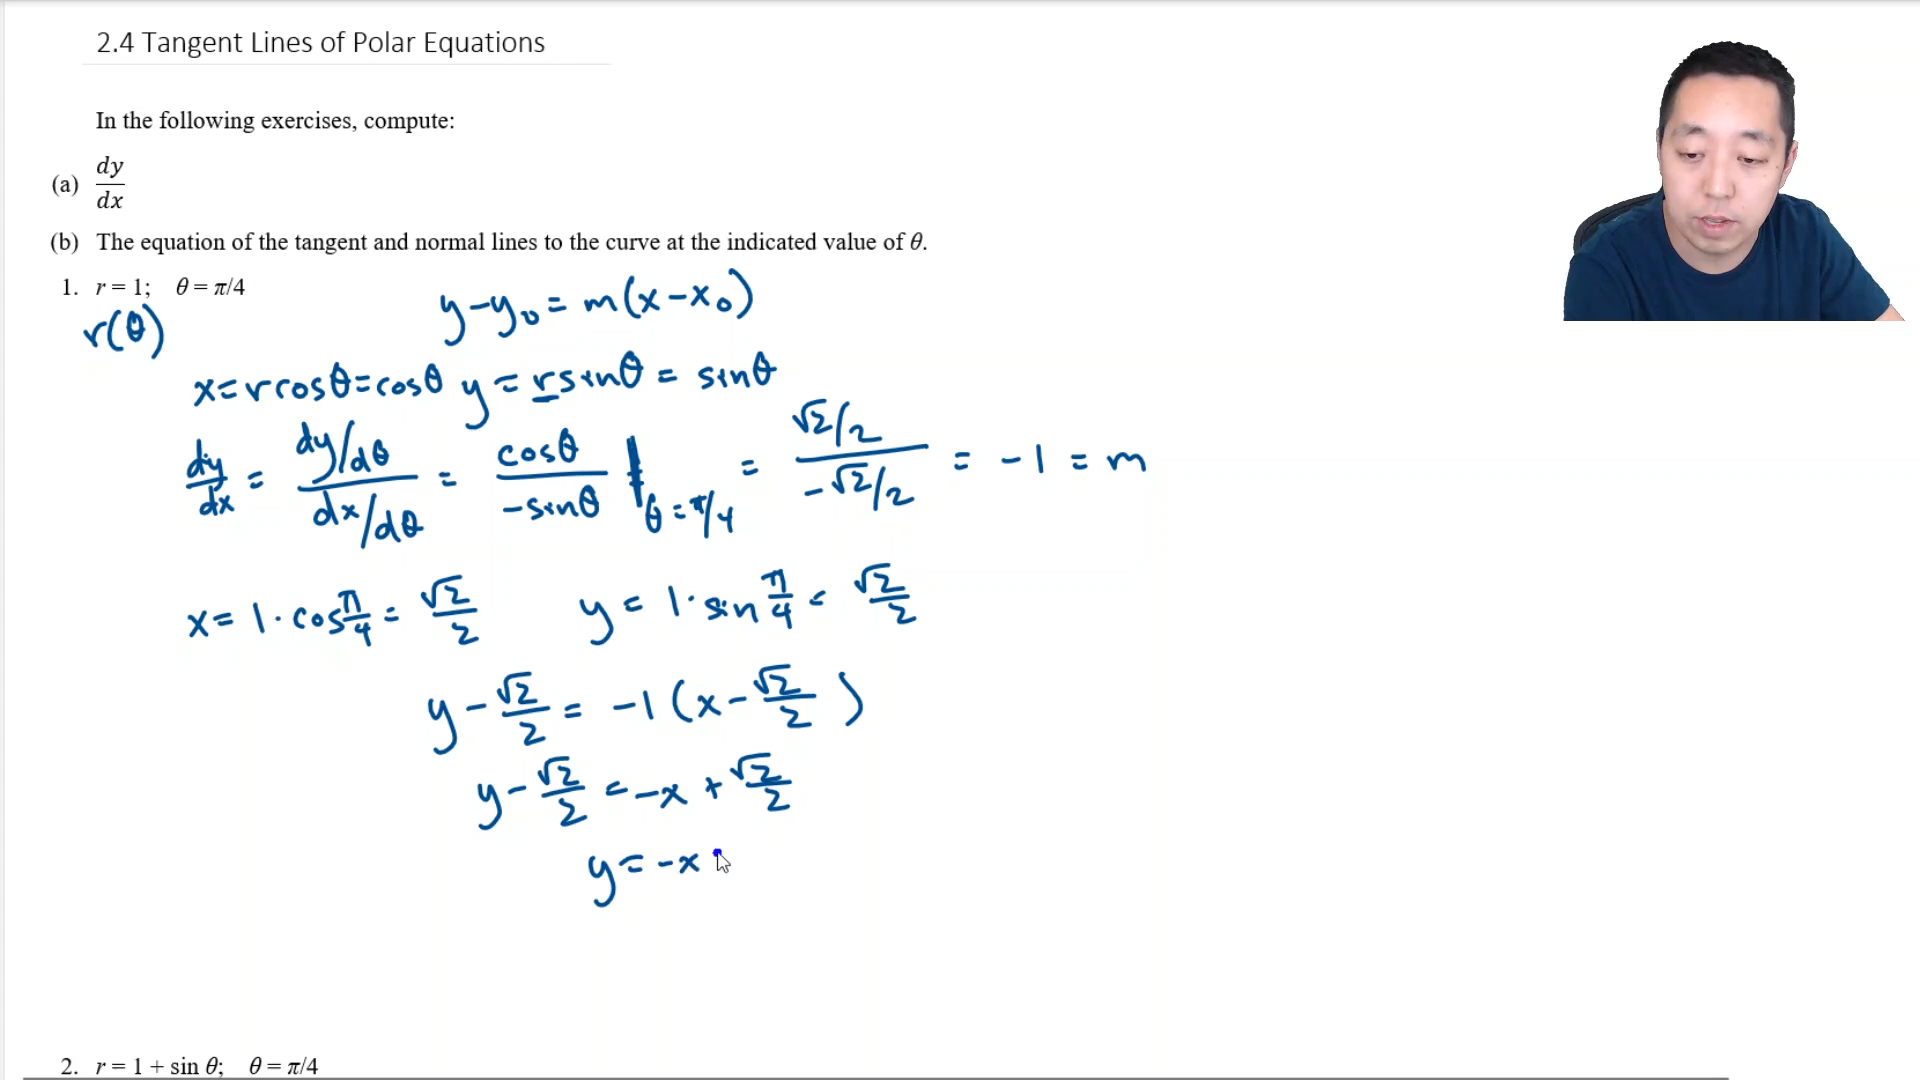 2.4 Tangent Lines of Polar Equations
In the following exercises, compute:
(a) dy/dx
(b) The equation of the tangent and normal lines to the curve at the indicated value of θ.
1. r = 1; θ = π/4
y-y₀ = m(x-x₀)
r(θ)
x=rcosθ=cosθ y = rsinθ = sinθ
dy/dx = (dy/dθ)/(dx/dθ) = cosθ/-sinθ |θ=π/4 = (√2/2)/(-√2/2) = -1 = m
x= 1·cos π/4 = √2/2 y = 1·sin π/4 = √2/2
y - √2/2 = -1(x - √2/2)
y - √2/2 = -x + √2/2
y = -x
2. r = 1 + sin θ; θ = π/4